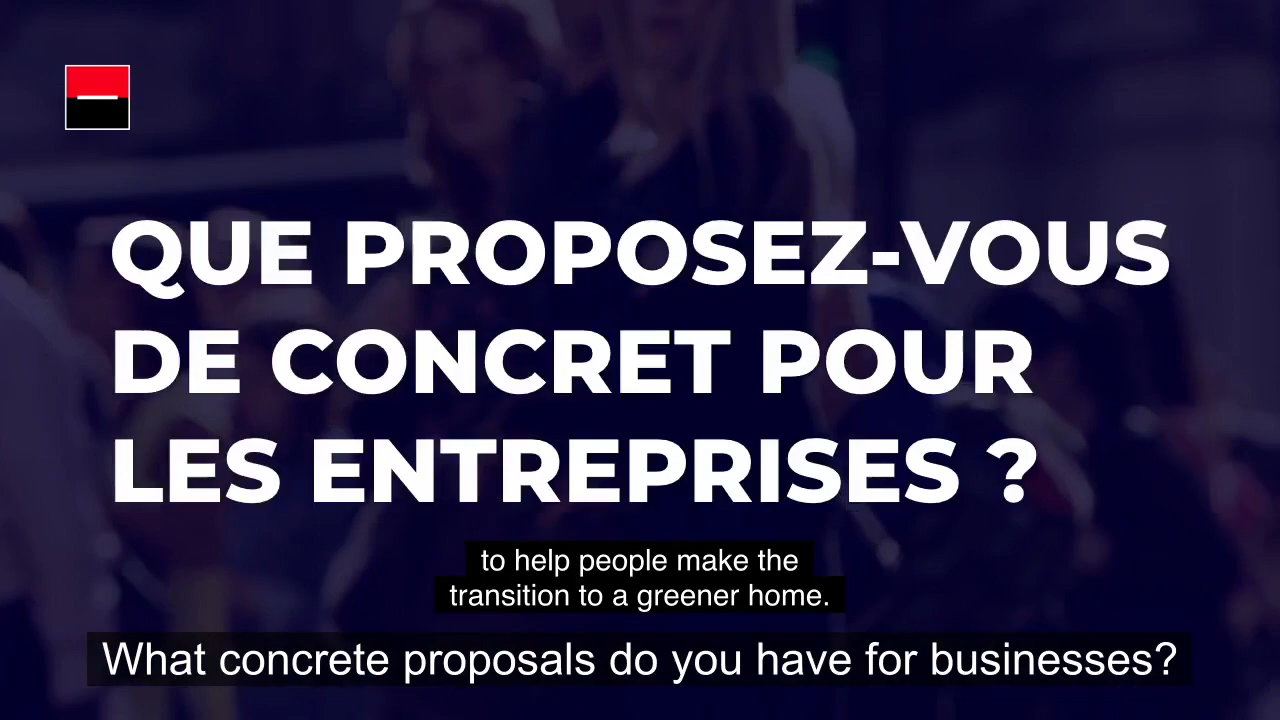 QUE PROPOSEZ-VOUS
DE CONCRET POUR
LES ENTREPRISES ?
to help people make the
transition to a greener home.
What concrete proposals do you have for businesses?